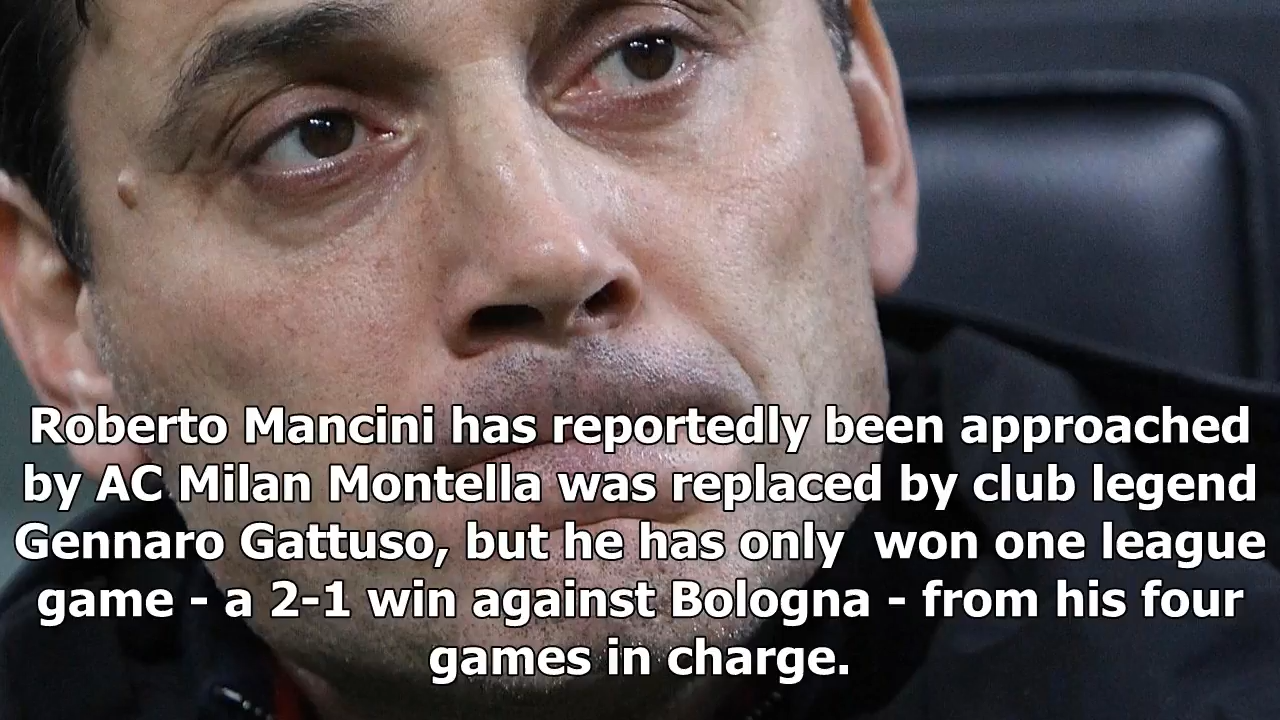 Roberto Mancini has reportedly been approached
by AC Milan Montella was replaced by club legend
Gennaro Gattuso, but he has only  won one league
game - a 2-1 win against Bologna - from his four
games in charge.